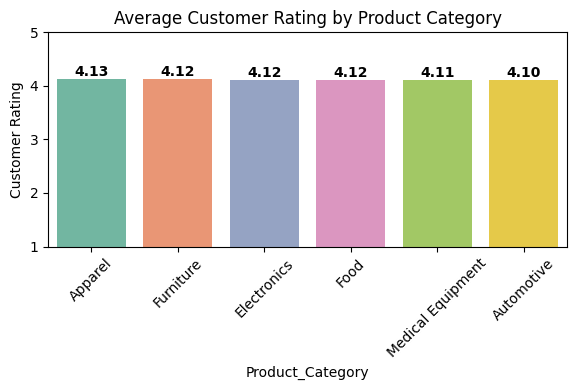 Average Customer Rating by Product Category
Customer Rating
5
4
3
2
1
4.13
4.12
4.12
4.12
4.11
4.10
Apparel
Furniture
Electronics
Food
Medical Equipment
Automotive
Product_Category